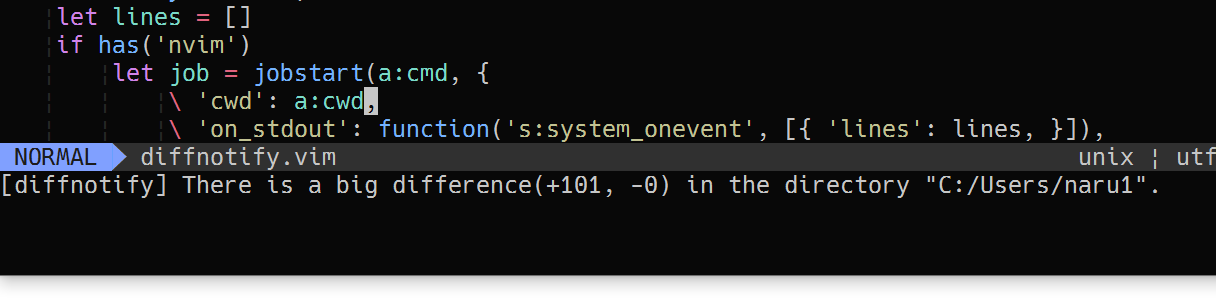 let lines = []
if has('nvim')
let job = jobstart(a:cmd, {
\ 'cwd': a:cwd,
\ 'on_stdout': function('s:system_onevent', [{ 'lines': lines, }]),
NORMAL diffnotify.vim unix ¦ utf
[diffnotify] There is a big difference(+101, -0) in the directory "C:/Users/naru1".